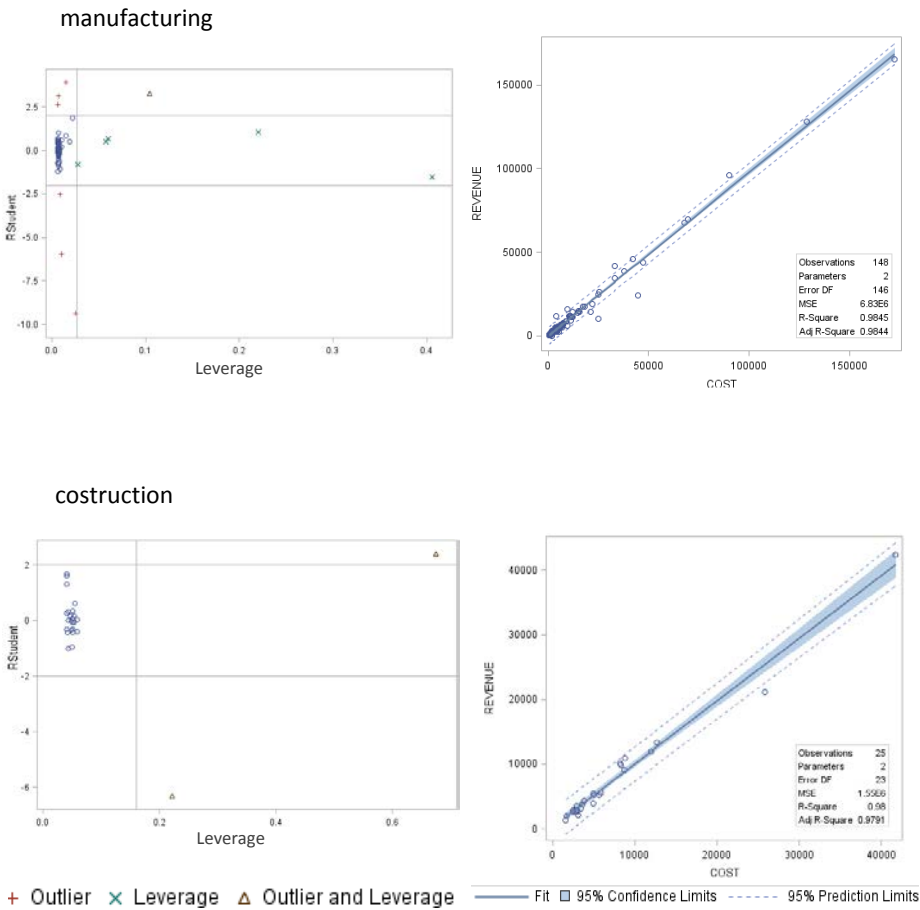 manufacturing
2.5
0.0
-2.5
-5.0
-7.5
-10.0
RStudent
0.0 0.1 0.2 0.3 0.4
Leverage
150000
100000
50000
0
REVENUE
Observations 148
Parameters 2
Error DF 146
MSE 6.83E6
R-Square 0.9845
Adj R-Square 0.9844
0 50000 100000 150000
COST
costruction
2
0
-2
-4
-6
RStudent
0.0 0.2 0.4 0.6
Leverage
40000
30000
20000
10000
0
REVENUE
Observations 25
Parameters 2
Error DF 23
MSE 1.55E6
R-Square 0.98
Adj R-Square 0.9791
0 10000 20000 30000 40000
COST
Outlier Leverage Outlier and Leverage
Fit 95% Confidence Limits 95% Prediction Limits